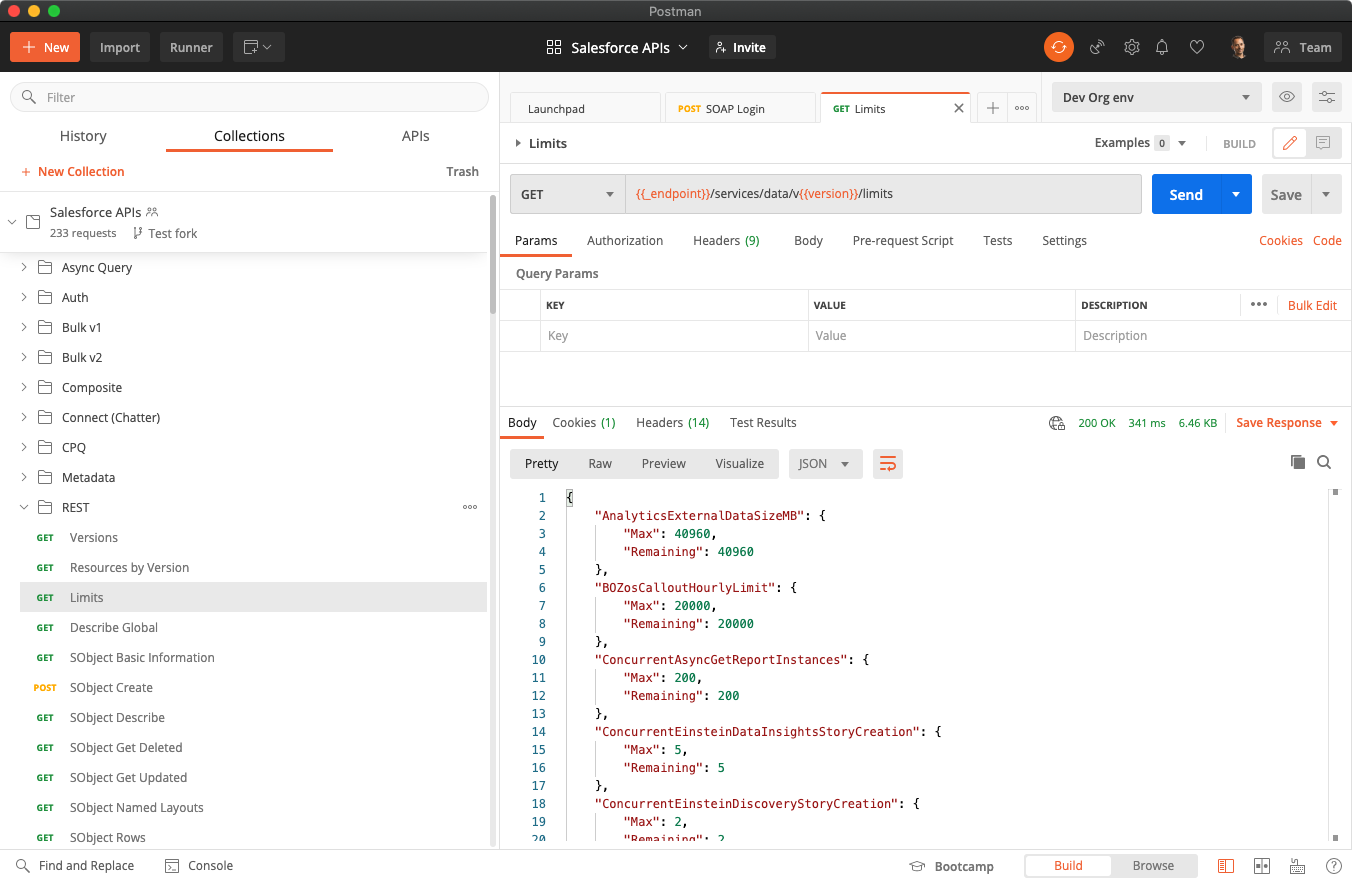 Postman
New Import Runner Salesforce APIs Invite Team
Filter
History Collections APIs
New Collection Trash
Salesforce APIs
233 requests Test fork
Async Query
Auth
Bulk v1
Bulk v2
Composite
Connect (Chatter)
CPQ
Metadata
REST
GET Versions
GET Resources by Version
GET Limits
GET Describe Global
GET SObject Basic Information
POST SObject Create
GET SObject Describe
GET SObject Get Deleted
GET SObject Get Updated
GET SObject Named Layouts
GET SObject Rows
Launchpad POST SOAP Login GET Limits Dev Org env
Limits Examples 0 BUILD
GET {{_endpoint}}/services/data/v{{version}}/limits Send Save
Params Authorization Headers (9) Body Pre-request Script Tests Settings Cookies Code
Query Params
KEY VALUE DESCRIPTION Bulk Edit
Key Value Description
Body Cookies (1) Headers (14) Test Results 200 OK 341 ms 6.46 KB Save Response
Pretty Raw Preview Visualize JSON
1 {
2 "AnalyticsExternalDataSizeMB": {
3 "Max": 40960,
4 "Remaining": 40960
5 },
6 "BOZosCalloutHourlyLimit": {
7 "Max": 20000,
8 "Remaining": 20000
9 },
10 "ConcurrentAsyncGetReportInstances": {
11 "Max": 200,
12 "Remaining": 200
13 },
14 "ConcurrentEinsteinDataInsightsStoryCreation": {
15 "Max": 5,
16 "Remaining": 5
17 },
18 "ConcurrentEinsteinDiscoveryStoryCreation": {
19 "Max": 2,
20 "Remaining": 2
Find and Replace Console Bootcamp Build Browse